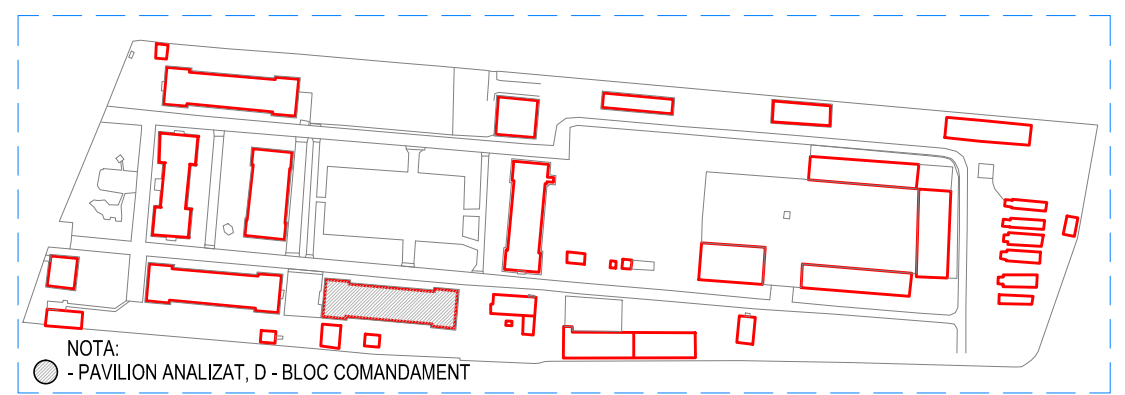 NOTA:
- PAVILION ANALIZAT, D - BLOC COMANDAMENT